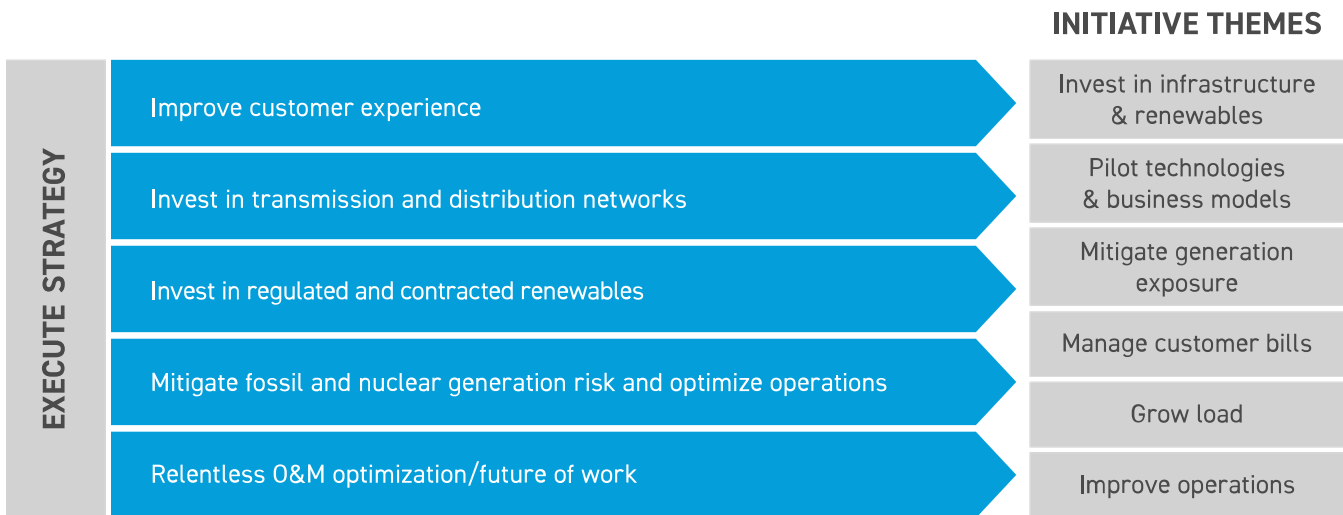 INITIATIVE THEMES
EXECUTE STRATEGY
Improve customer experience
Invest in transmission and distribution networks
Invest in regulated and contracted renewables
Mitigate fossil and nuclear generation risk and optimize operations
Relentless O&M optimization/future of work
Invest in infrastructure
& renewables
Pilot technologies
& business models
Mitigate generation
exposure
Manage customer bills
Grow load
Improve operations